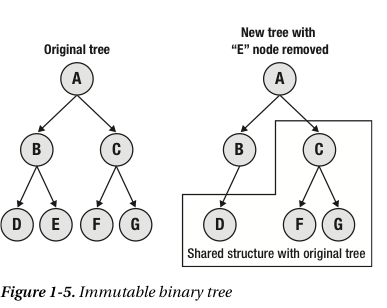 Original tree
New tree with
“E” node removed
A
A
B
C
B
C
D
E
F
G
D
F
G
Shared structure with original tree
Figure 1-5. Immutable binary tree